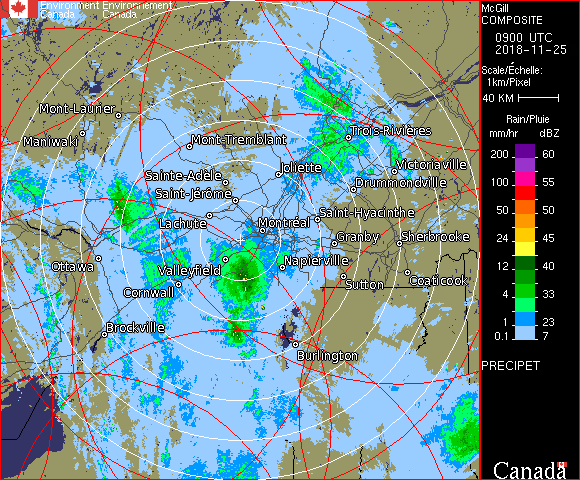 Environment Environnement
Canada Canada
McGill
COMPOSITE
0900 UTC
2018-11-25
Scale/Échelle:
1km/Pixel
40 KM
Rain/Pluie
mm/hr dBZ
200 60
100 55
50 50
24 45
12 40
4 33
1 23
0.1 7
PRECIPET
Canada
Mont-Laurier
Maniwaki
Mont-Tremblant
Trois-Rivières
Joliette
Victoriaville
Sainte-Adèle
Drummondville
Saint-Jérôme
Saint-Hyacinthe
Lachute
Montréal
Granby
Sherbrooke
Ottawa
Valleyfield
Napierville
Sutton
Coaticook
Cornwall
Brockville
Burlington